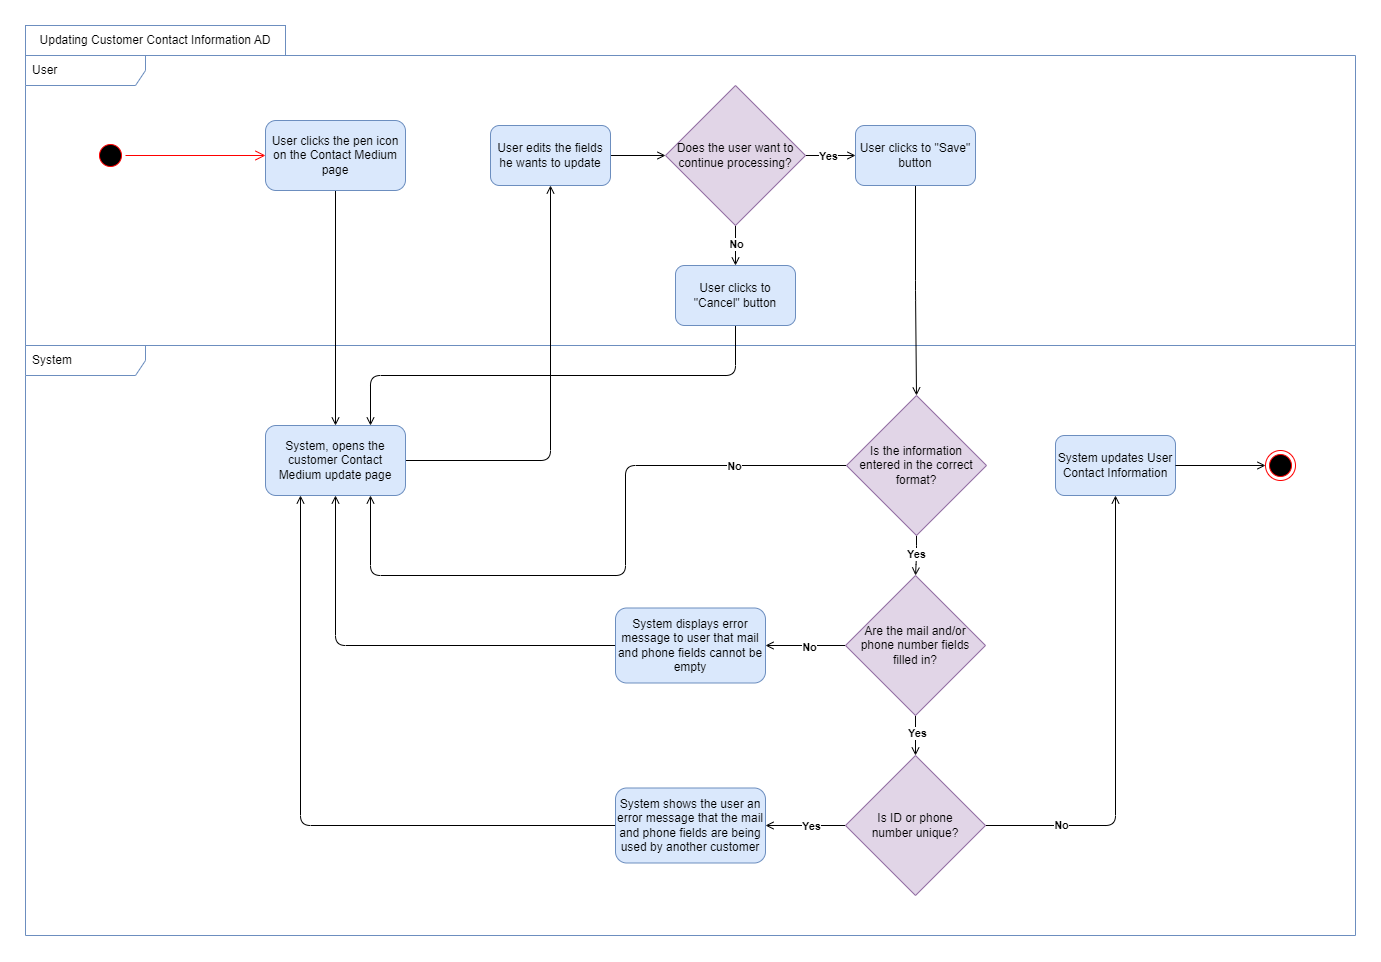 Updating Customer Contact Information AD
User
User clicks the pen icon
on the Contact Medium
page
User edits the fields
he wants to update
Does the user want to
continue processing?
Yes
User clicks to "Save"
button
No
User clicks to
"Cancel" button
System
System, opens the
customer Contact
Medium update page
No
Is the information
entered in the correct
format?
System updates User
Contact Information
Yes
System displays error
message to user that mail
and phone fields cannot be
empty
No
Are the mail and/or
phone number fields
filled in?
Yes
System shows the user an
error message that the mail
and phone fields are being
used by another customer
Yes
Is ID or phone
number unique?
No